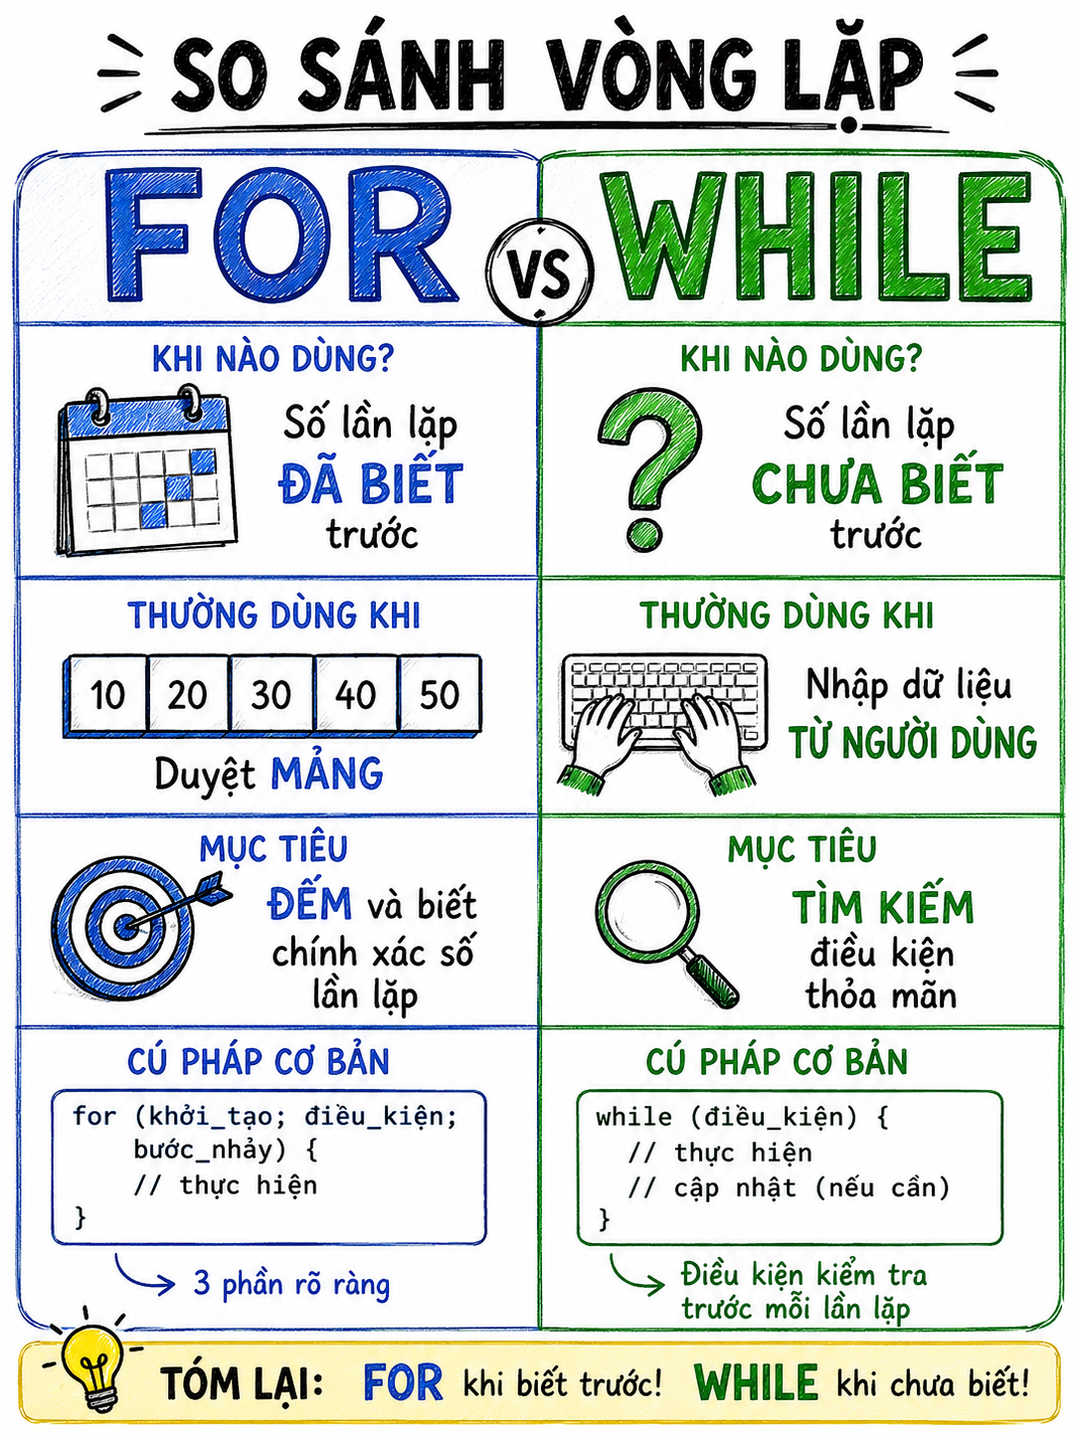 SO SÁNH VÒNG LẶP
FOR
VS
WHILE
KHI NÀO DÙNG?
Số lần lặp
ĐÃ BIẾT
trước
KHI NÀO DÙNG?
Số lần lặp
CHƯA BIẾT
trước
THƯỜNG DÙNG KHI
10 20 30 40 50
Duyệt MẢNG
THƯỜNG DÙNG KHI
Nhập dữ liệu
TỪ NGƯỜI DÙNG
MỤC TIÊU
ĐẾM và biết
chính xác số
lần lặp
MỤC TIÊU
TÌM KIẾM
điều kiện
thỏa mãn
CÚ PHÁP CƠ BẢN
for (khởi_tạo; điều_kiện;
bước_nhảy) {
// thực hiện
}
3 phần rõ ràng
CÚ PHÁP CƠ BẢN
while (điều_kiện) {
// thực hiện
// cập nhật (nếu cần)
}
Điều kiện kiểm tra
trước mỗi lần lặp
TÓM LẠI: FOR khi biết trước! WHILE khi chưa biết!